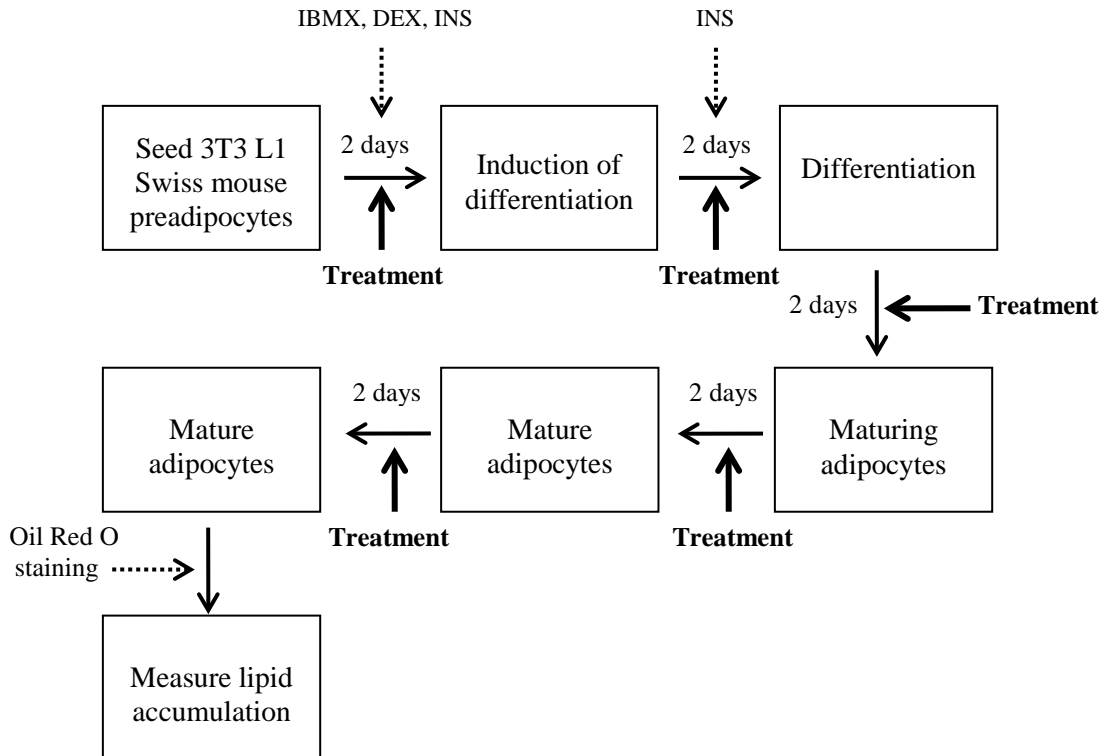 IBMX, DEX, INS
INS
Seed 3T3 L1
Swiss mouse
preadipocytes
2 days
Treatment
Induction of
differentiation
2 days
Treatment
Differentiation
2 days
Treatment
Maturing
adipocytes
2 days
Treatment
Mature
adipocytes
2 days
Treatment
Mature
adipocytes
Oil Red O
staining
Measure lipid
accumulation